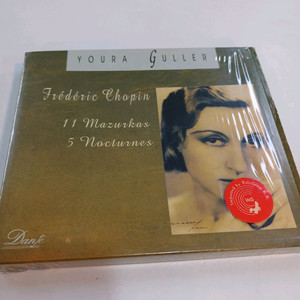 YOURA GULLER
Frédéric Chopin
11 Mazurkas
5 Nocturnes
Dante